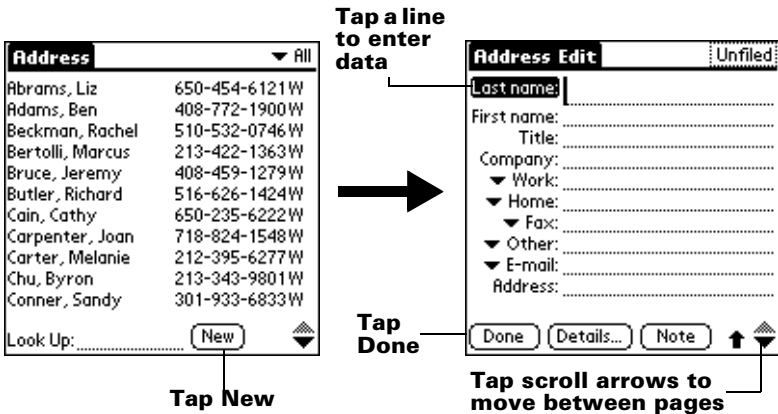 Tap a line
to enter
data
Address ▼ All
Abrams, Liz 650-454-6121W
Adams, Ben 408-772-1900W
Beckman, Rachel 510-532-0746W
Bertolli, Marcus 213-422-1363W
Bruce, Jeremy 408-459-1279W
Butler, Richard 516-626-1424W
Cain, Cathy 650-235-6222W
Carpenter, Joan 718-824-1548W
Carter, Melanie 212-395-6277W
Chu, Byron 213-343-9801W
Conner, Sandy 301-933-6833W
Look Up: New
Tap New
Address Edit Unfiled
Last name:
First name:
Title:
Company:
▼ Work:
▼ Home:
▼ Fax:
▼ Other:
▼ E-mail:
Address:
Done Details... Note
Tap
Done
Tap scroll arrows to
move between pages